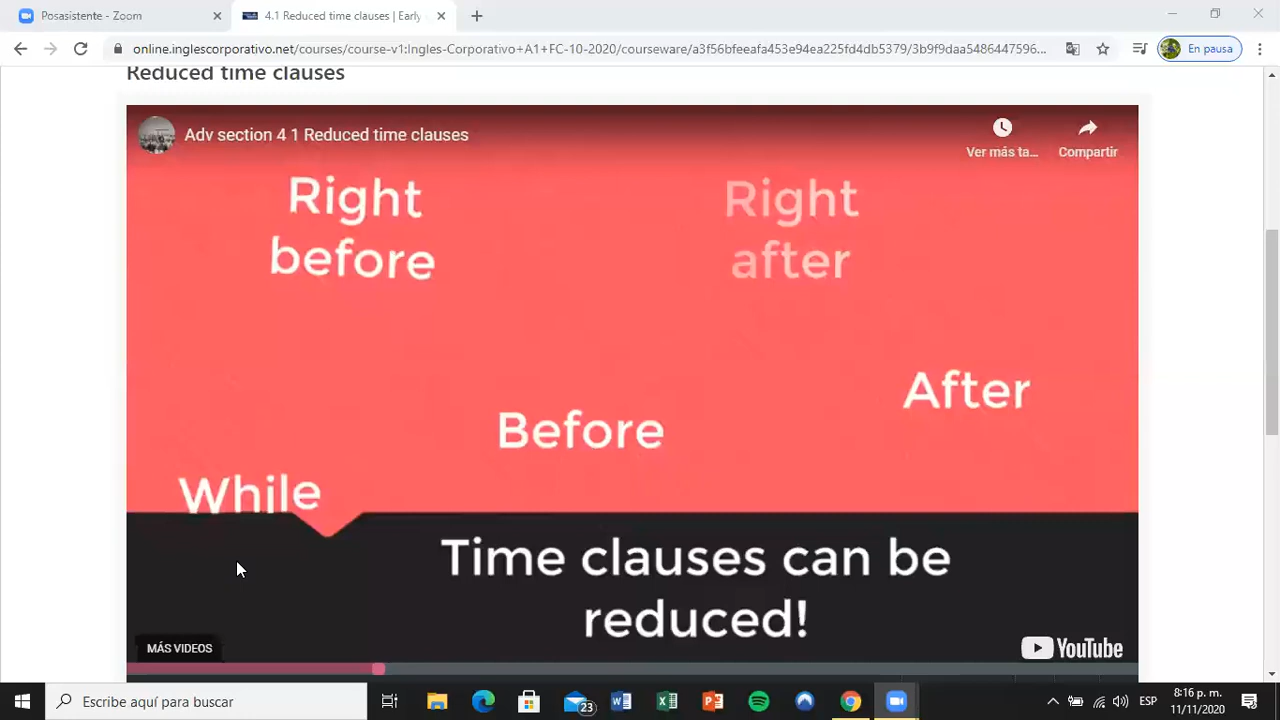 Posasistente - Zoom
4.1 Reduced time clauses | Early
online.inglescorporativo.net/courses/course-v1:Ingles-Corporativo+A1+FC-10-2020/courseware/a3f56bfeeafa453e94ea225fd4db5379/3b9f9daa5486447596...
En pausa
Reduced time clauses
Adv section 4 1 Reduced time clauses
Ver más ta...
Compartir
Right
before
Right
after
After
Before
While
Time clauses can be
reduced!
MÁS VIDEOS
YouTube
Escribe aquí para buscar
23
ESP
8:16 p. m.
11/11/2020